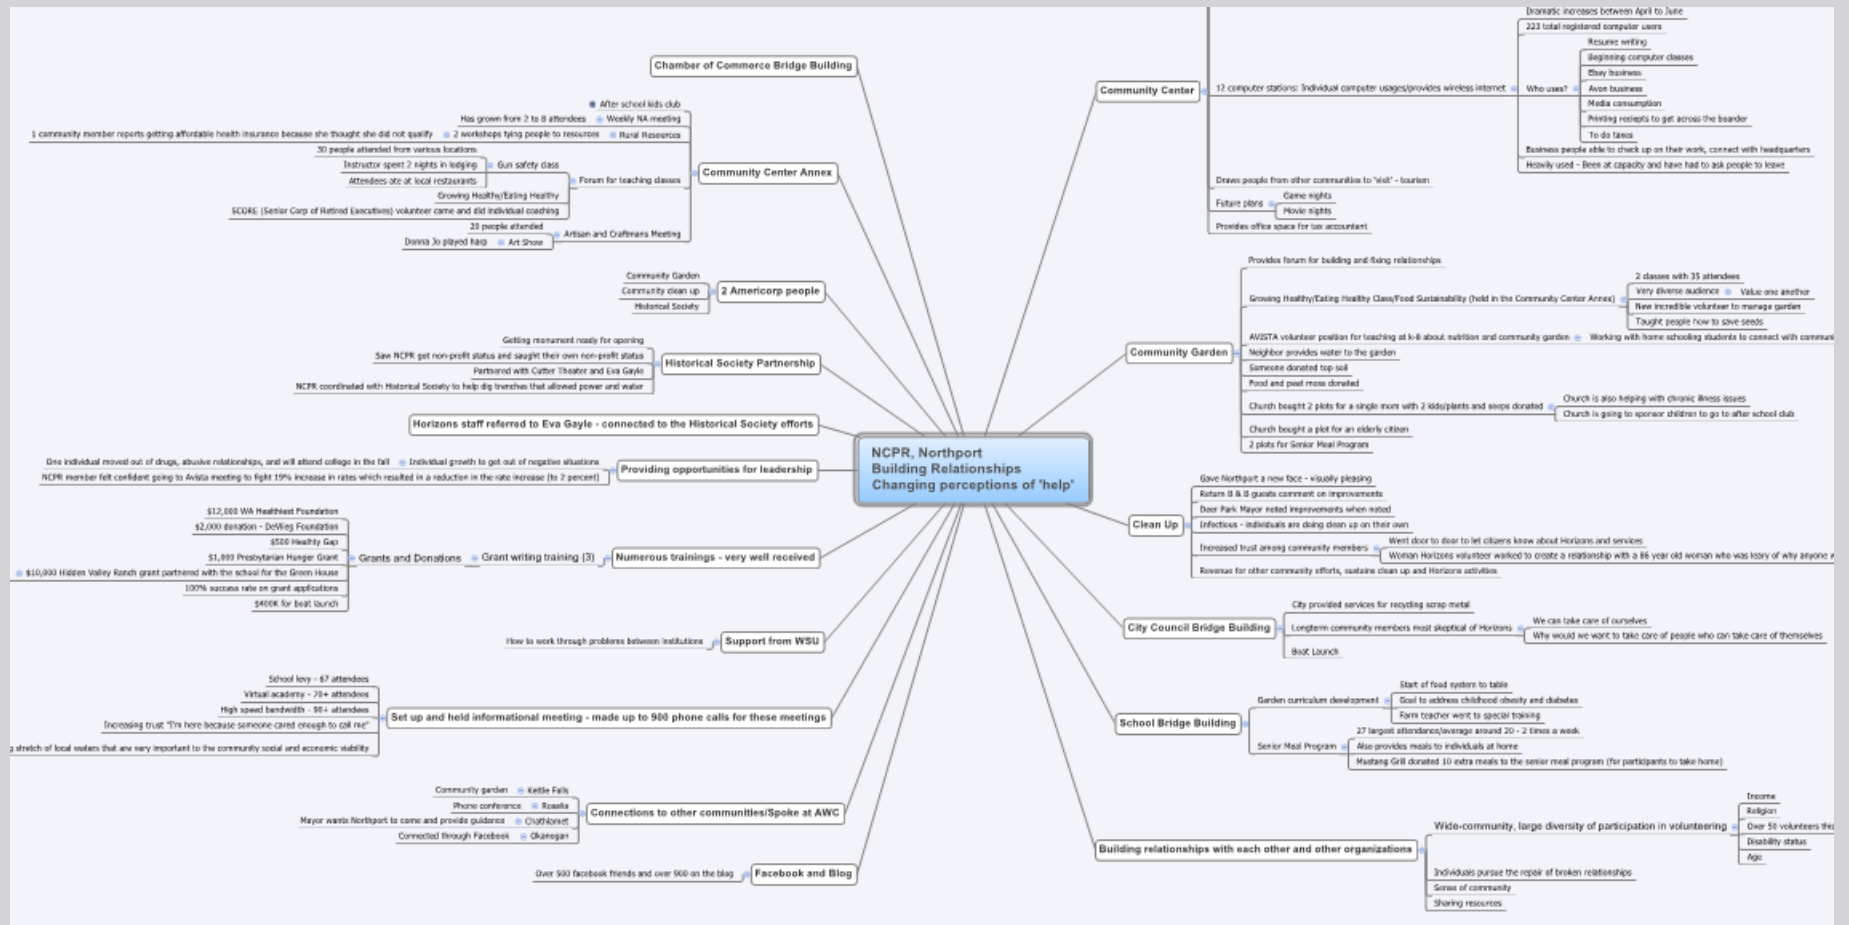 Chamber of Commerce Bridge Building
After school kids club
Has grown from 2 to 8 attendees
Weekly NA meeting
1 community member reports getting affordable health insurance because she thought she did not qualify
2 workshops tying people to resources
Rural Resources
30 people attended from various locations
Instructor spent 2 nights in lodging
Gun safety class
Attendees ate at local restaurants
Forum for teaching classes
Growing Healthy/Eating Healthy
SCORE (Senior Corp of Retired Executives) volunteer came and did individual coaching
20 people attended
Artisan and Craftmans Meeting
Donna Jo played harp
Art Show
Community Center Annex
Community Garden
Community clean up
Historical Society
2 Americorp people
Getting monument ready for opening
Saw NCPR get non-profit status and saught their own non-profit status
Partnered with Cutter Theater and Eva Gayle
NCPR coordinated with Historical Society to help dig trenches that allowed power and water
Historical Society Partnership
Horizons staff referred to Eva Gayle - connected to the Historical Society efforts
One individual moved out of drugs, abusive relationships, and will attend college in the fall
Individual growth to get out of negative situations
NCPR member felt confident going to Avista meeting to fight 19% increase in rates which resulted in a reduction in the rate increase (to 2 percent)
Providing opportunities for leadership
$12,000 WA Healthiest Foundation
$2,000 donation - DeVleg Foundation
$500 Healthy Gap
$1,000 Presbytarian Hunger Grant
$10,000 Hidden Valley Ranch grant partnered with the school for the Green House
100% success rate on grant applications
$400K for boat launch
Grants and Donations
Grant writing training (3)
Numerous trainings - very well received
How to work through problems between institutions
Support from WSU
School levy - 67 attendees
Virtual academy - 70+ attendees
High speed bandwidth - 90+ attendees
Increasing trust "I'm here because someone cared enough to call me"
stretch of local waters that are very important to the community social and economic viability
Set up and held informational meeting - made up to 900 phone calls for these meetings
Community garden
Kettle Falls
Phone conference
Rosalia
Mayor wants Northport to come and provide guidance
Chathlamet
Connected through Facebook
Okanogan
Connections to other communities/Spoke at AWC
Over 500 facebook friends and over 900 on the blog
Facebook and Blog
NCPR, Northport
Building Relationships
Changing perceptions of 'help'
Community Center
Dramatic increases between April to June
223 total registered computer users
12 computer stations: Individual computer usages/provides wireless internet
Who uses?
Resume writing
Beginning computer classes
Ebay business
Avon business
Media consumption
Printing reciepts to get across the boarder
To do taxes
Business people able to check up on their work, connect with headquarters
Heavily used - Been at capacity and have had to ask people to leave
Draws people from other communities to 'visit' - tourism
Future plans
Game nights
Movie nights
Provides office space for tax accountant
Community Garden
Provides forum for building and fixing relationships
Growing Healthy/Eating Healthy Class/Food Sustainability (held in the Community Center Annex)
2 classes with 35 attendees
Very diverse audience
Value one another
New incredible volunteer to manage garden
Taught people how to save seeds
AVISTA volunteer position for teaching at k-8 about nutrition and community garden
Working with home schooling students to connect with communi
Neighbor provides water to the garden
Someone donated top soil
Food and peat moss donated
Church bought 2 plots for a single mom with 2 kids/plants and seeps donated
Church is also helping with chronic illness issues
Church is going to sponsor children to go to after school club
Church bought a plot for an elderly citizen
2 plots for Senior Meal Program
Clean Up
Gave Northport a new face - visually pleasing
Return B & B guests comment on improvements
Deer Park Mayor noted improvements when noted
Infectious - individuals are doing clean up on their own
Increased trust among community members
Went door to door to let citizens know about Horizons and services
Woman Horizons volunteer worked to create a relationship with a 86 year old woman who was leary of why anyone
Revenue for other community efforts, sustains clean up and Horizons activities
City Council Bridge Building
City provided services for recycling scrap metal
Longterm community members most skeptical of Horizons
We can take care of ourselves
Why would we want to take care of people who can take care of themselves
Boat Launch
School Bridge Building
Garden curriculum development
Start of food system to table
Goal to address childhood obesity and diabetes
Farm teacher went to special training
Senior Meal Program
27 largest attendance/average around 20 - 2 times a week
Also provides meals to individuals at home
Mustang Grill donated 10 extra meals to the senior meal program (for participants to take home)
Building relationships with each other and other organizations
Wide-community, large diversity of participation in volunteering
Income
Religion
Over 50 volunteers this
Disability status
Age
Individuals pursue the repair of broken relationships
Sense of community
Sharing resources